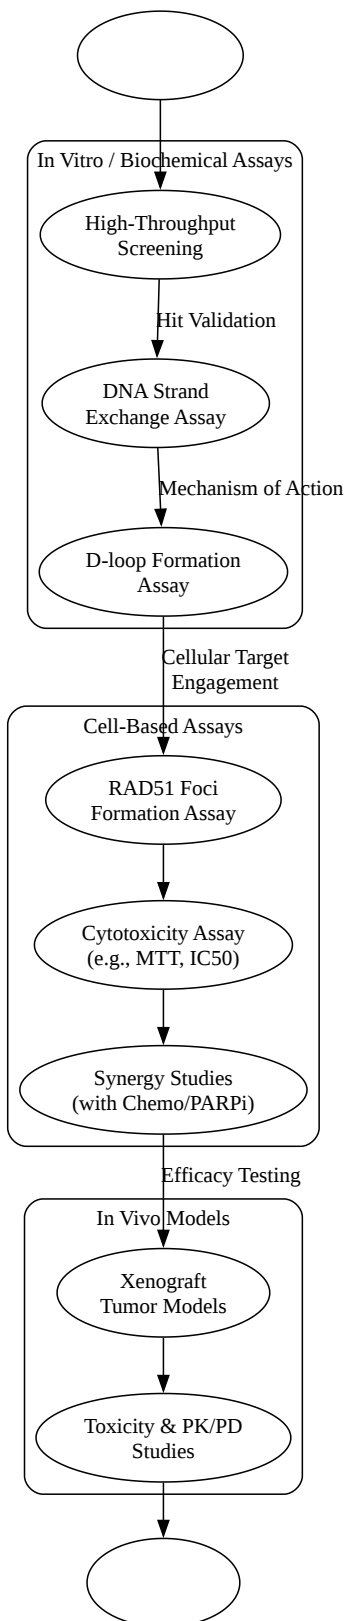 In Vitro / Biochemical Assays
High-Throughput
Screening
Hit Validation
DNA Strand
Exchange Assay
Mechanism of Action
D-loop Formation
Assay
Cellular Target
Engagement
Cell-Based Assays
RAD51 Foci
Formation Assay
Cytotoxicity Assay
(e.g., MTT, IC50)
Synergy Studies
(with Chemo/PARPi)
Efficacy Testing
In Vivo Models
Xenograft
Tumor Models
Toxicity & PK/PD
Studies